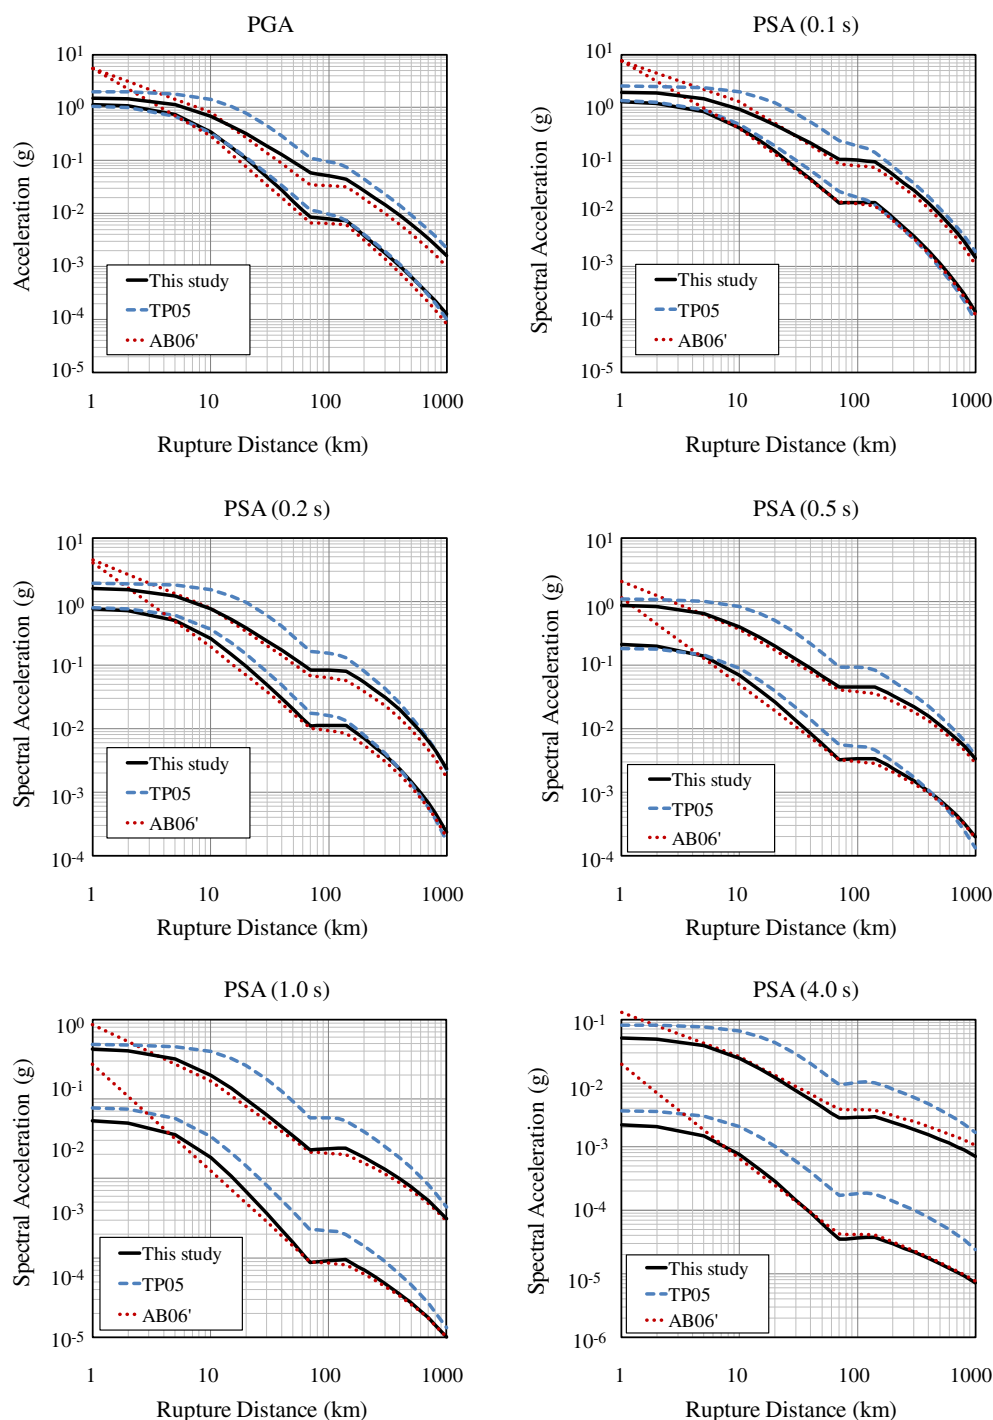 PGA
10^1
10^0
10^-1
10^-2
10^-3
10^-4
10^-5
Acceleration (g)
This study
TP05
AB06'
1 10 100 1000
Rupture Distance (km)
PSA (0.1 s)
10^1
10^0
10^-1
10^-2
10^-3
10^-4
10^-5
Spectral Acceleration (g)
This study
TP05
AB06'
1 10 100 1000
Rupture Distance (km)
PSA (0.2 s)
10^1
10^0
10^-1
10^-2
10^-3
10^-4
Spectral Acceleration (g)
This study
TP05
AB06'
1 10 100 1000
Rupture Distance (km)
PSA (0.5 s)
10^1
10^0
10^-1
10^-2
10^-3
10^-4
Spectral Acceleration (g)
This study
TP05
AB06'
1 10 100 1000
Rupture Distance (km)
PSA (1.0 s)
10^0
10^-1
10^-2
10^-3
10^-4
10^-5
Spectral Acceleration (g)
This study
TP05
AB06'
1 10 100 1000
Rupture Distance (km)
PSA (4.0 s)
10^-1
10^-2
10^-3
10^-4
10^-5
10^-6
Spectral Acceleration (g)
This study
TP05
AB06'
1 10 100 1000
Rupture Distance (km)